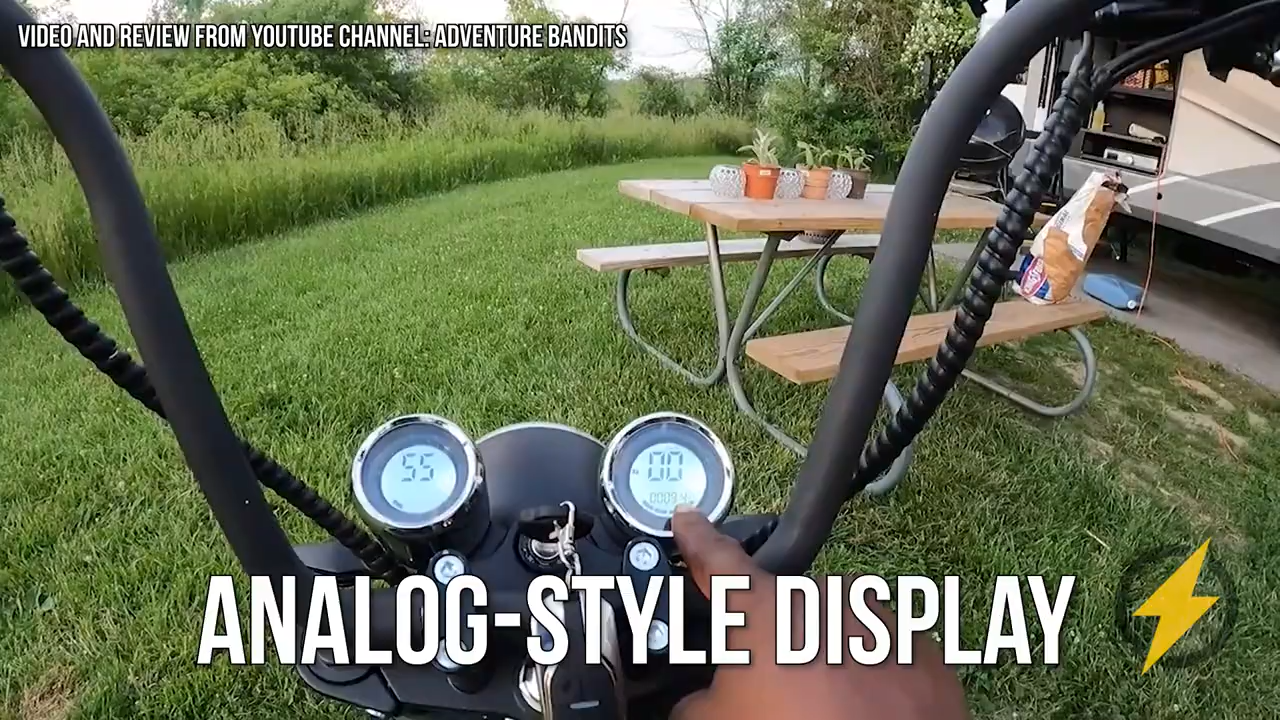 VIDEO AND REVIEW FROM YOUTUBE CHANNEL: ADVENTURE BANDITS
55
00
ANALOG-STYLE DISPLAY